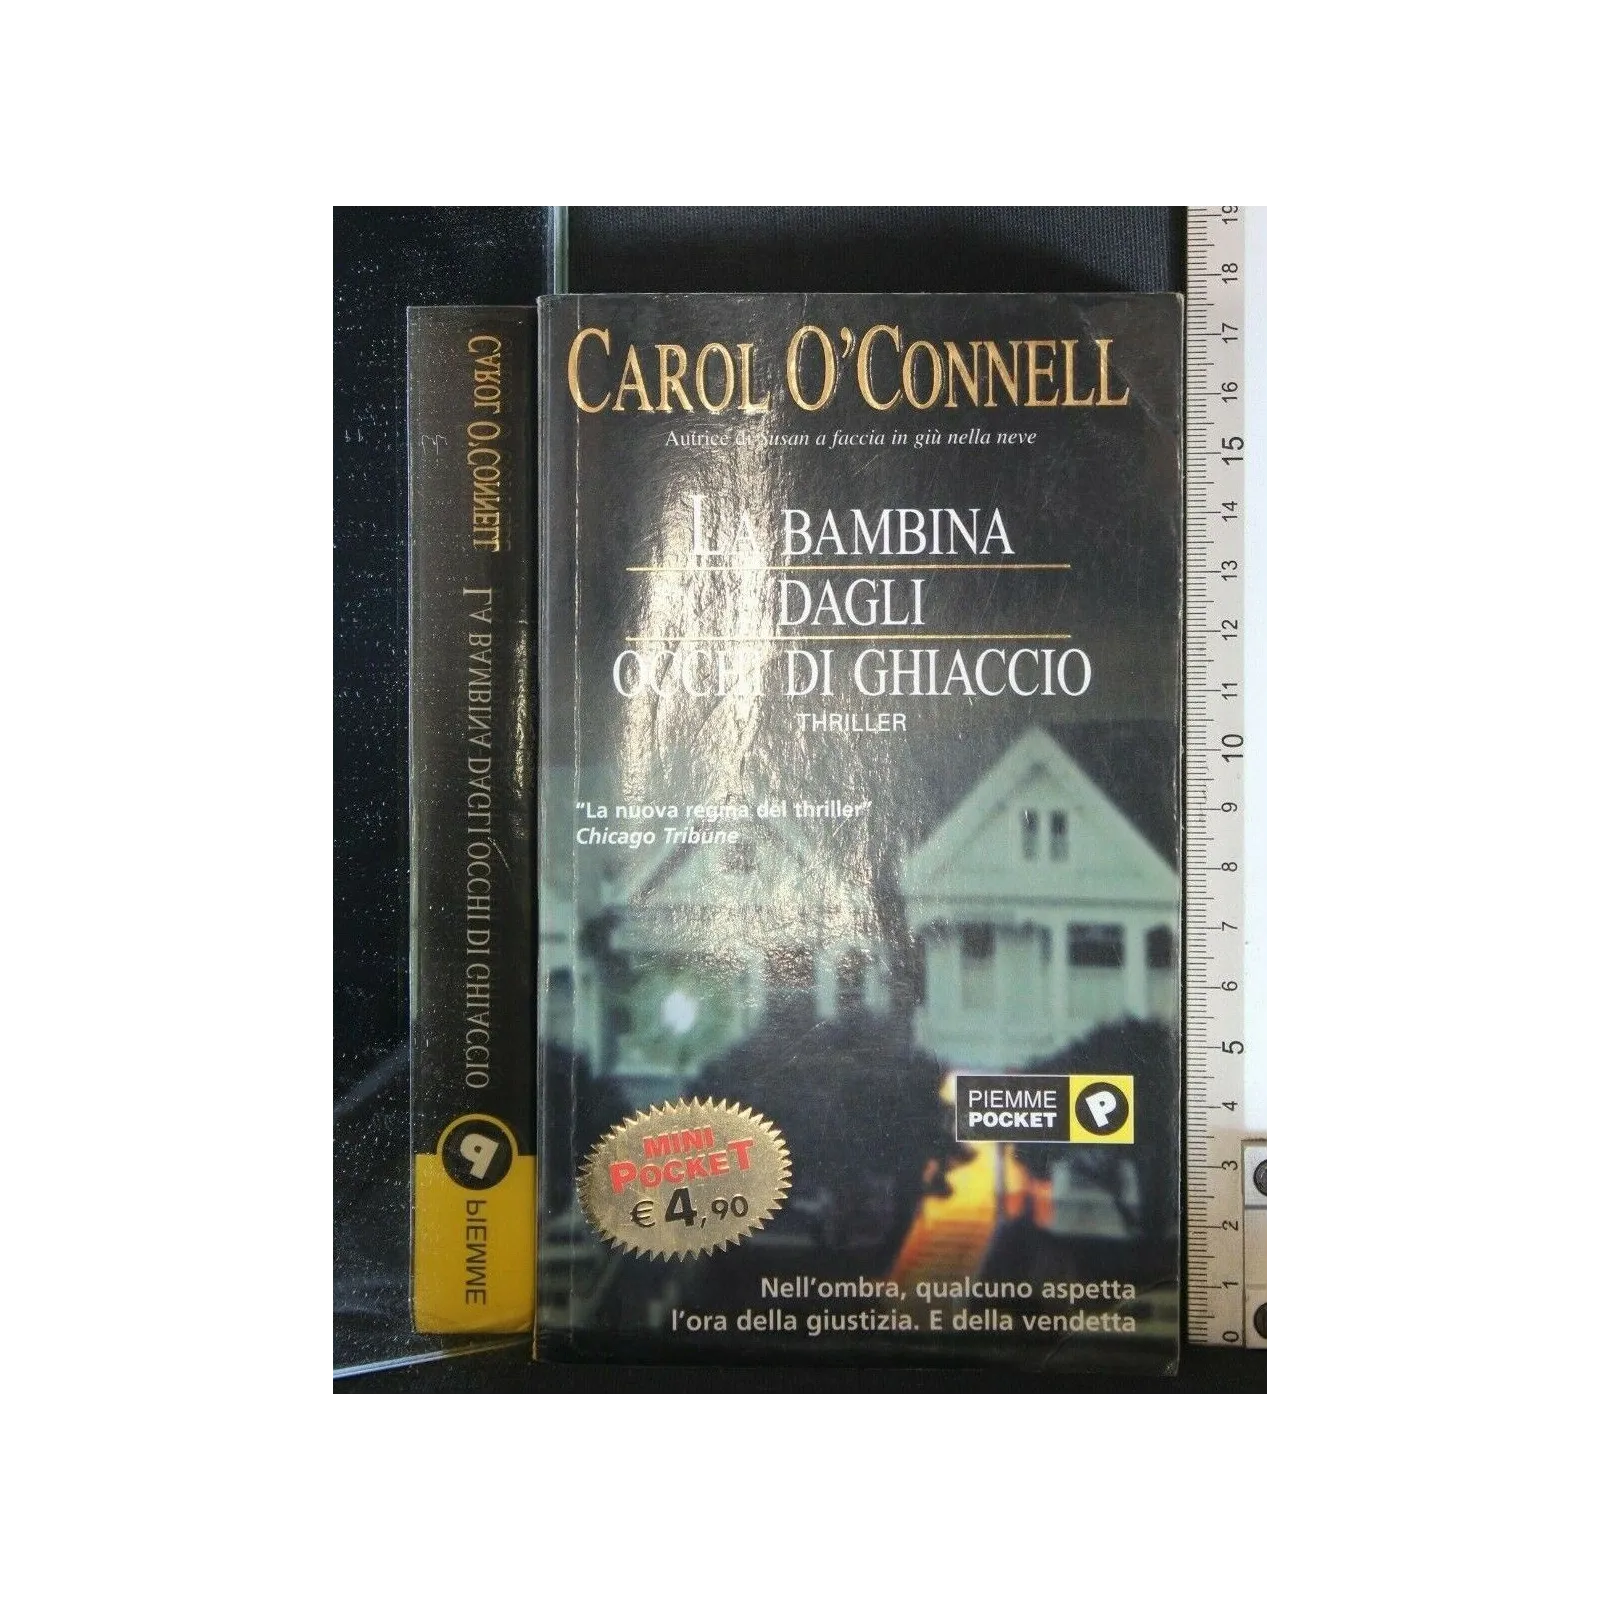 CAROL O'CONNELL
Autrice di Susan a faccia in giù nella neve
LA BAMBINA
DAGLI
OCCHI DI GHIACCIO
THRILLER
"La nuova regina del thriller"
Chicago Tribune
PIEMME
POCKET
P
MINI
POCKET
€ 4,90
Nell'ombra, qualcuno aspetta
l'ora della giustizia. E della vendetta
CAROL O'CONNELL LA BAMBINA DAGLI OCCHI DI GHIACCIO
P
PIEMME
19
18
17
16
15
14
13
12
11
10
9
8
7
6
5
4
3
2
1
0